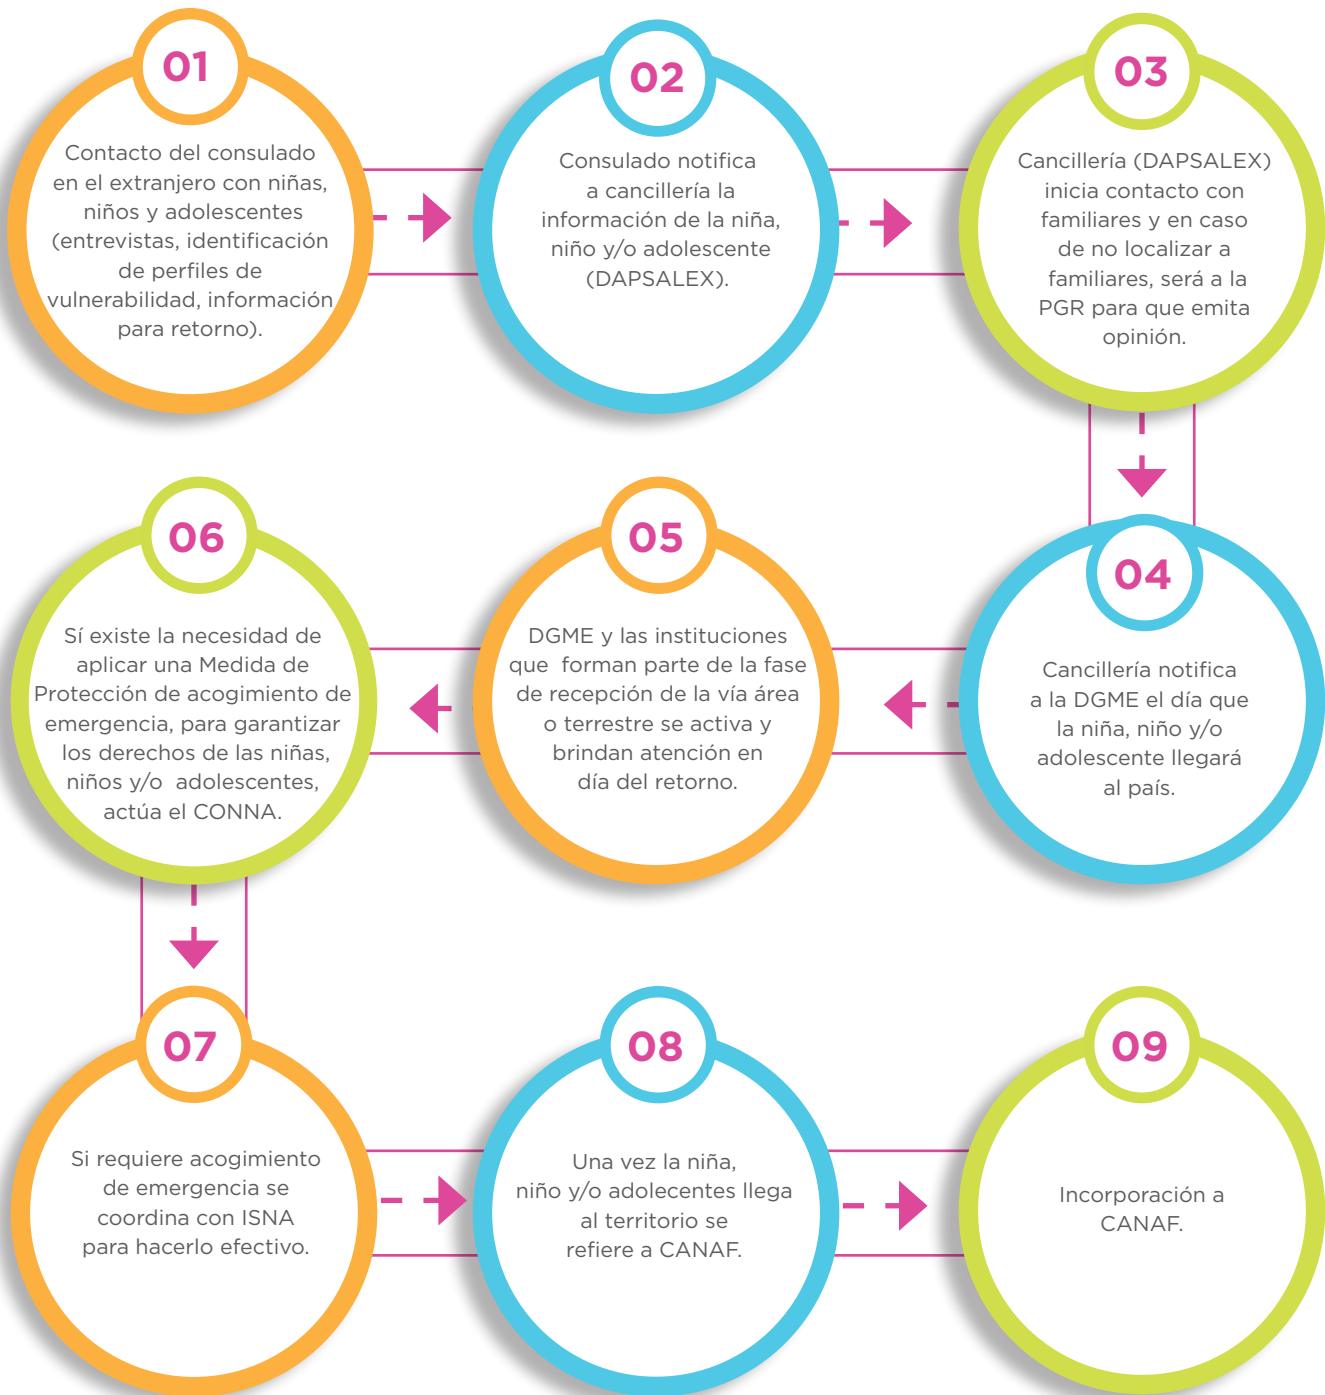 01
Contacto del consulado
en el extranjero con niñas,
niños y adolescentes
(entrevistas, identificación
de perfiles de
vulnerabilidad, información
para retorno).
02
Consulado notifica
a cancillería la
información de la niña,
niño y/o adolescente
(DAPSALEX).
03
Cancillería (DAPSALEX)
inicia contacto con
familiares y en caso
de no localizar a
familiares, será a la
PGR para que emita
opinión.
04
Cancillería notifica
a la DGME el día que
la niña, niño y/o
adolescente llegará
al país.
05
DGME y las instituciones
que forman parte de la fase
de recepción de la vía área
o terrestre se activa y
brindan atención en
día del retorno.
06
Sí existe la necesidad de
aplicar una Medida de
Protección de acogimiento de
emergencia, para garantizar
los derechos de las niñas,
niños y/o adolescentes,
actúa el CONNA.
07
Si requiere acogimiento
de emergencia se
coordina con ISNA
para hacerlo efectivo.
08
Una vez la niña,
niño y/o adolecentes llega
al territorio se
refiere a CANAF.
09
Incorporación a
CANAF.